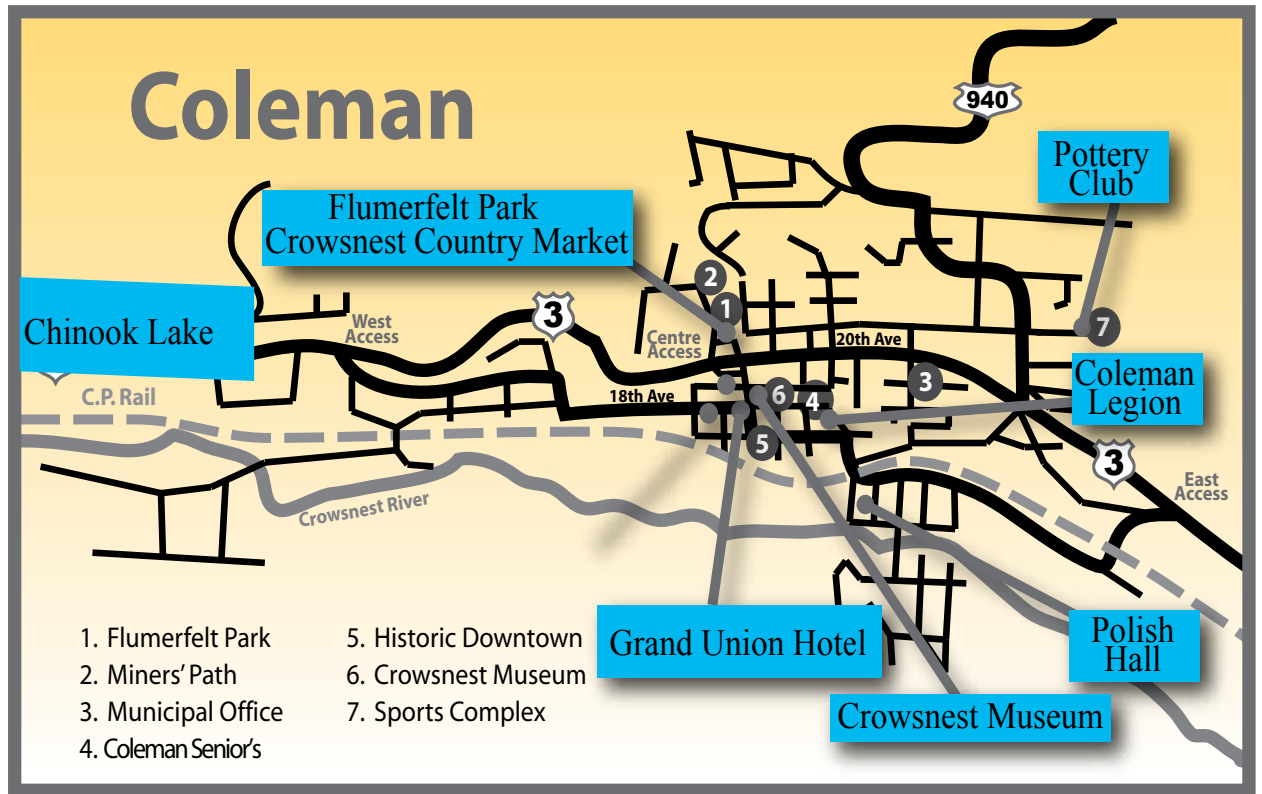 Coleman
940
Pottery
Club
Flumerfelt Park
Crowsnest Country Market
2
1
7
Chinook Lake
West
Access
3
Centre
Access
20th Ave
3
Coleman
Legion
C.P. Rail
18th Ave
6
4
5
3
East
Access
Crowsnest River
Grand Union Hotel
Polish
Hall
Crowsnest Museum
1. Flumerfelt Park
2. Miners' Path
3. Municipal Office
4. Coleman Senior's
5. Historic Downtown
6. Crowsnest Museum
7. Sports Complex